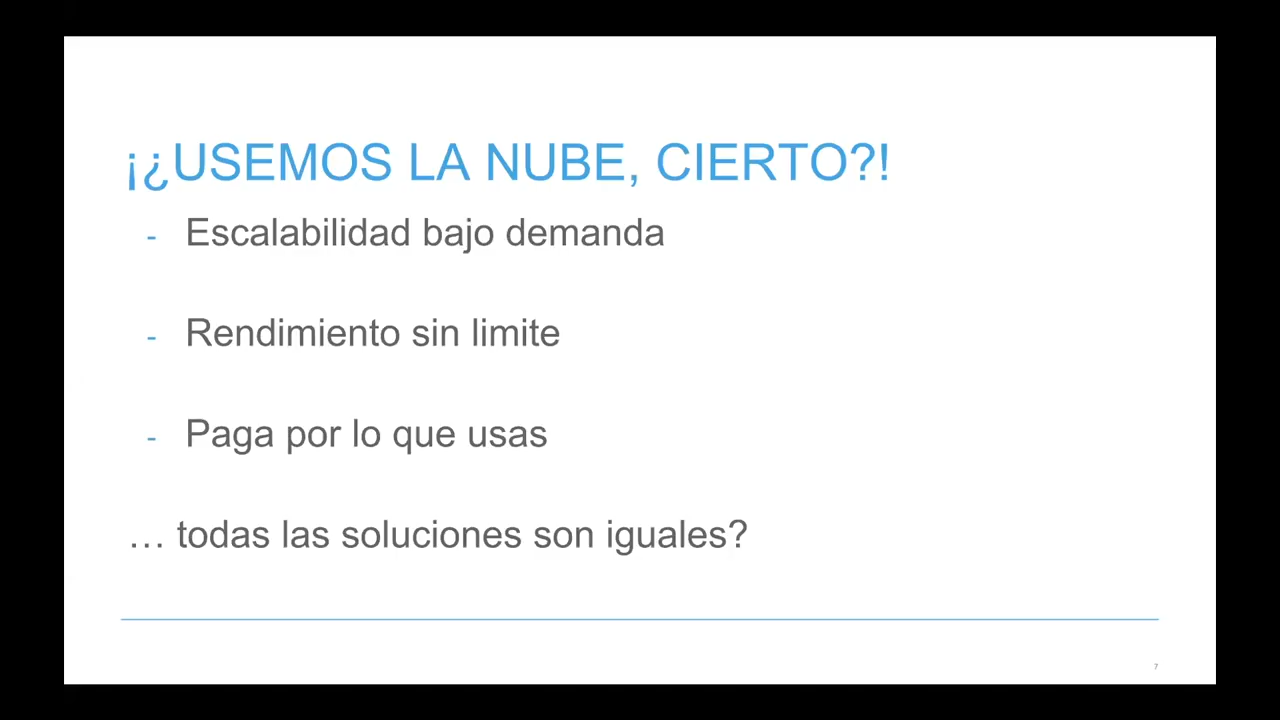 ¡¿USEMOS LA NUBE, CIERTO?!
- Escalabilidad bajo demanda
- Rendimiento sin limite
- Paga por lo que usas
… todas las soluciones son iguales?
7